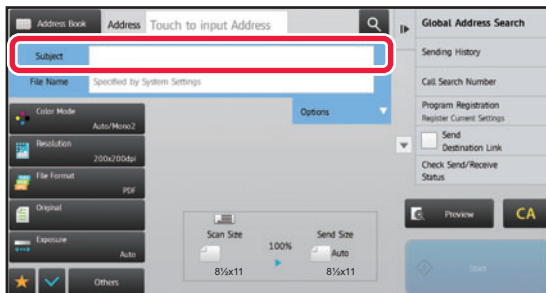 Address Book
Address
Touch to input Address
Subject
File Name
Specified by System Settings
Options
Color Mode
Auto/Mono2
Resolution
200x200dpi
File Format
PDF
Original
Exposure
Auto
Others
Scan Size
8½x11
100%
Send Size
Auto
8½x11
Global Address Search
Sending History
Call Search Number
Program Registration
Register Current Settings
Send
Destination Link
Check Send/Receive
Status
Preview
CA
Start